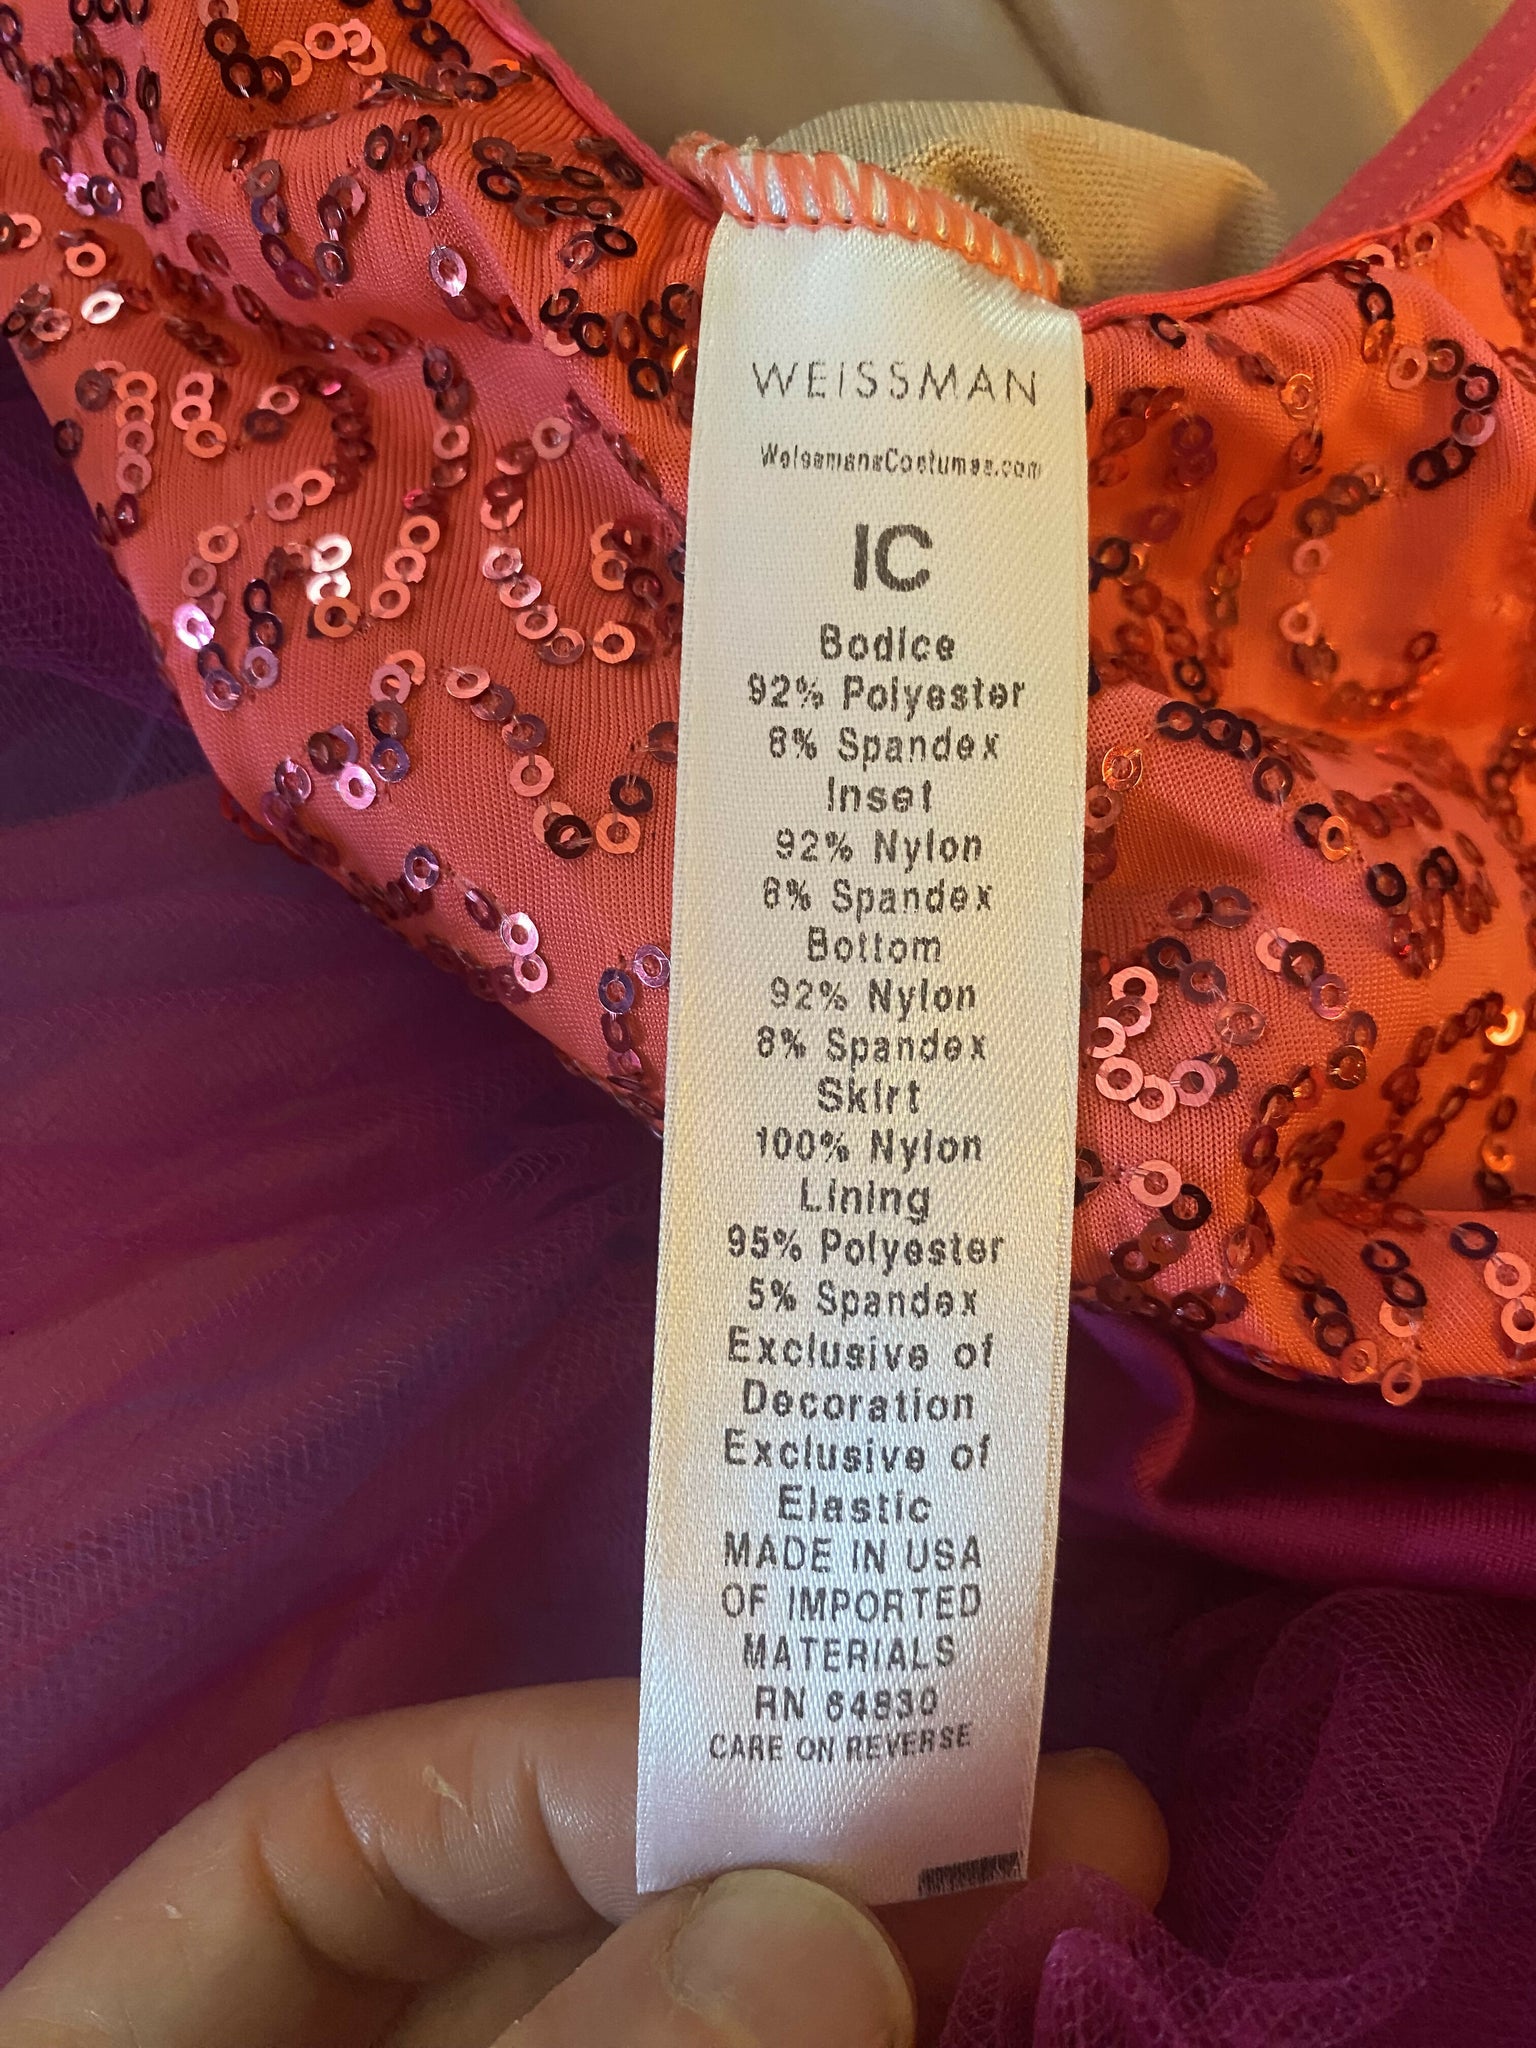 WEISSMAN
WeissmansCostumes.com
IC
Bodice
92% Polyester
8% Spandex
Inset
92% Nylon
8% Spandex
Bottom
92% Nylon
8% Spandex
Skirt
100% Nylon
Lining
95% Polyester
5% Spandex
Exclusive of
Decoration
Exclusive of
Elastic
MADE IN USA
OF IMPORTED
MATERIALS
RN 64830
CARE ON REVERSE